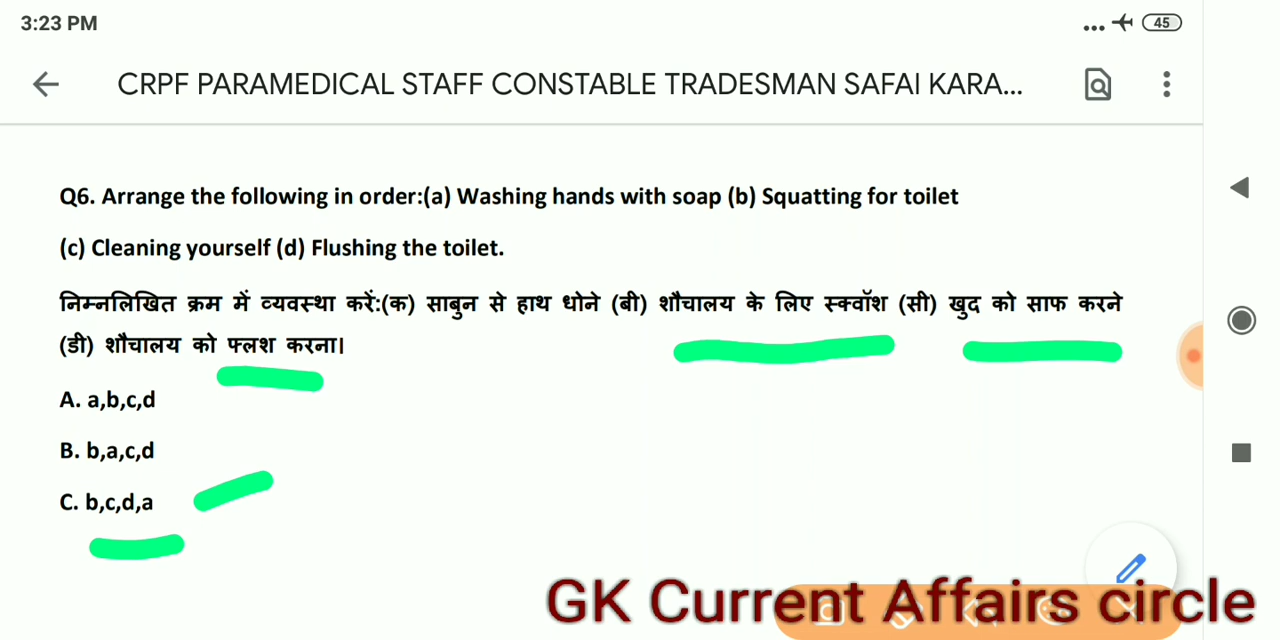 3:23 PM
45
CRPF PARAMEDICAL STAFF CONSTABLE TRADESMAN SAFAI KARA...
Q6. Arrange the following in order:(a) Washing hands with soap (b) Squatting for toilet
(c) Cleaning yourself (d) Flushing the toilet.
निम्नलिखित क्रम में व्यवस्था करें:(क) साबुन से हाथ धोने (बी) शौचालय के लिए स्क्वॉश (सी) खुद को साफ करने
(डी) शौचालय को फ्लश करना।
A. a,b,c,d
B. b,a,c,d
C. b,c,d,a
GK Current Affairs circle